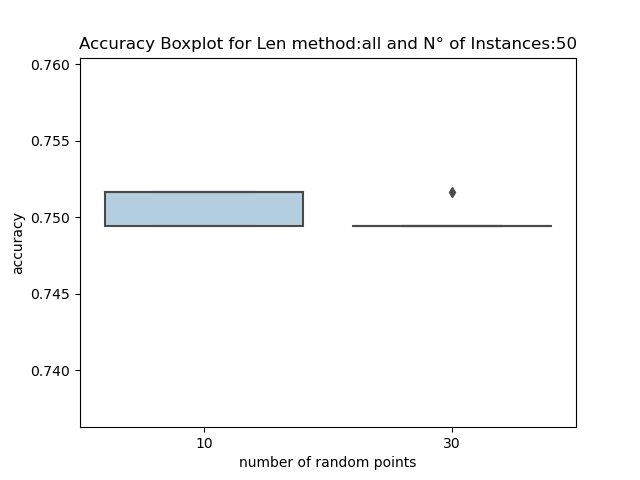 Accuracy Boxplot for Len method:all and N° of Instances:50
0.760
0.755
0.750
0.745
0.740
accuracy
10
30
number of random points